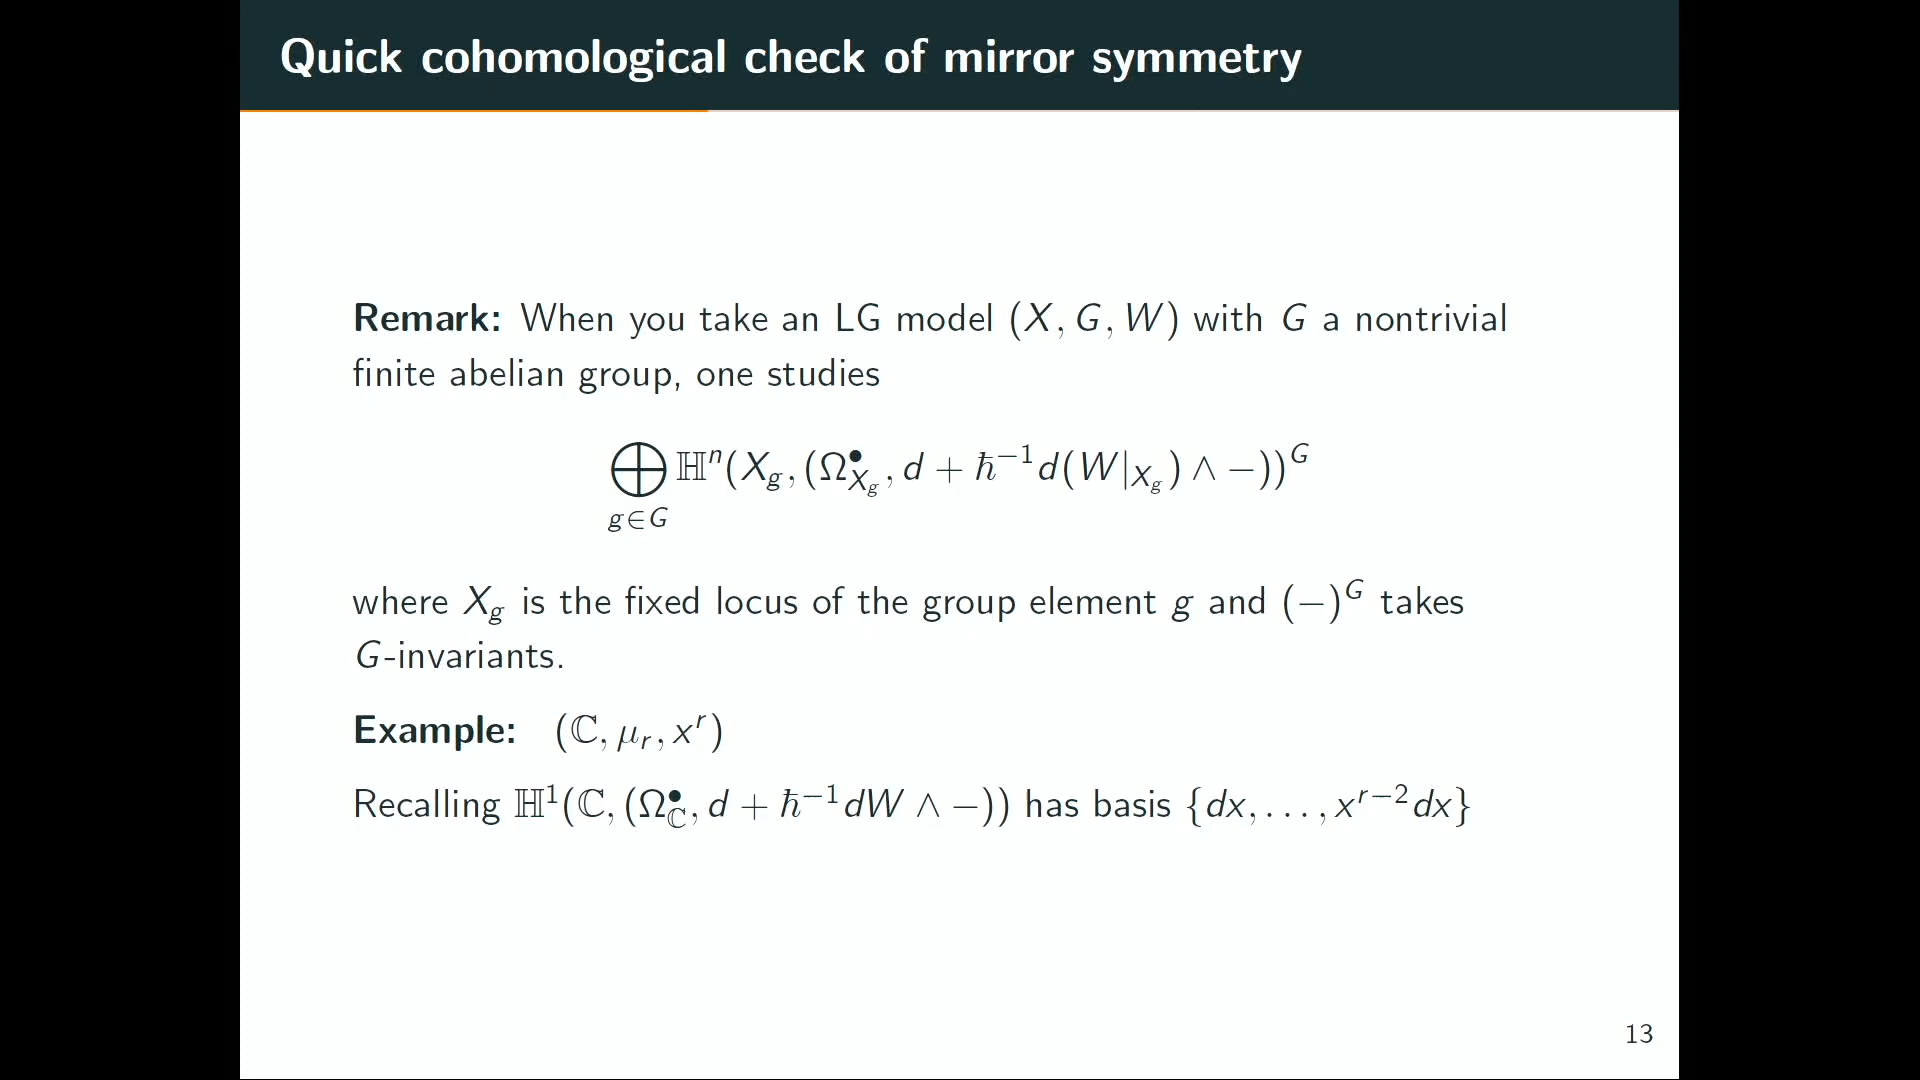 Quick cohomological check of mirror symmetry
Remark: When you take an LG model (X, G, W) with G a nontrivial
finite abelian group, one studies
⨁_{g∈G} ℍⁿ(X_g, (Ω^•_{X_g}, d + ħ⁻¹d(W|_{X_g}) ∧ −))^G
where X_g is the fixed locus of the group element g and (−)^G takes
G-invariants.
Example: (ℂ, μ_r, x^r)
Recalling ℍ¹(ℂ, (Ω^•_ℂ, d + ħ⁻¹dW ∧ −)) has basis {dx, . . . , x^{r−2}dx}
13